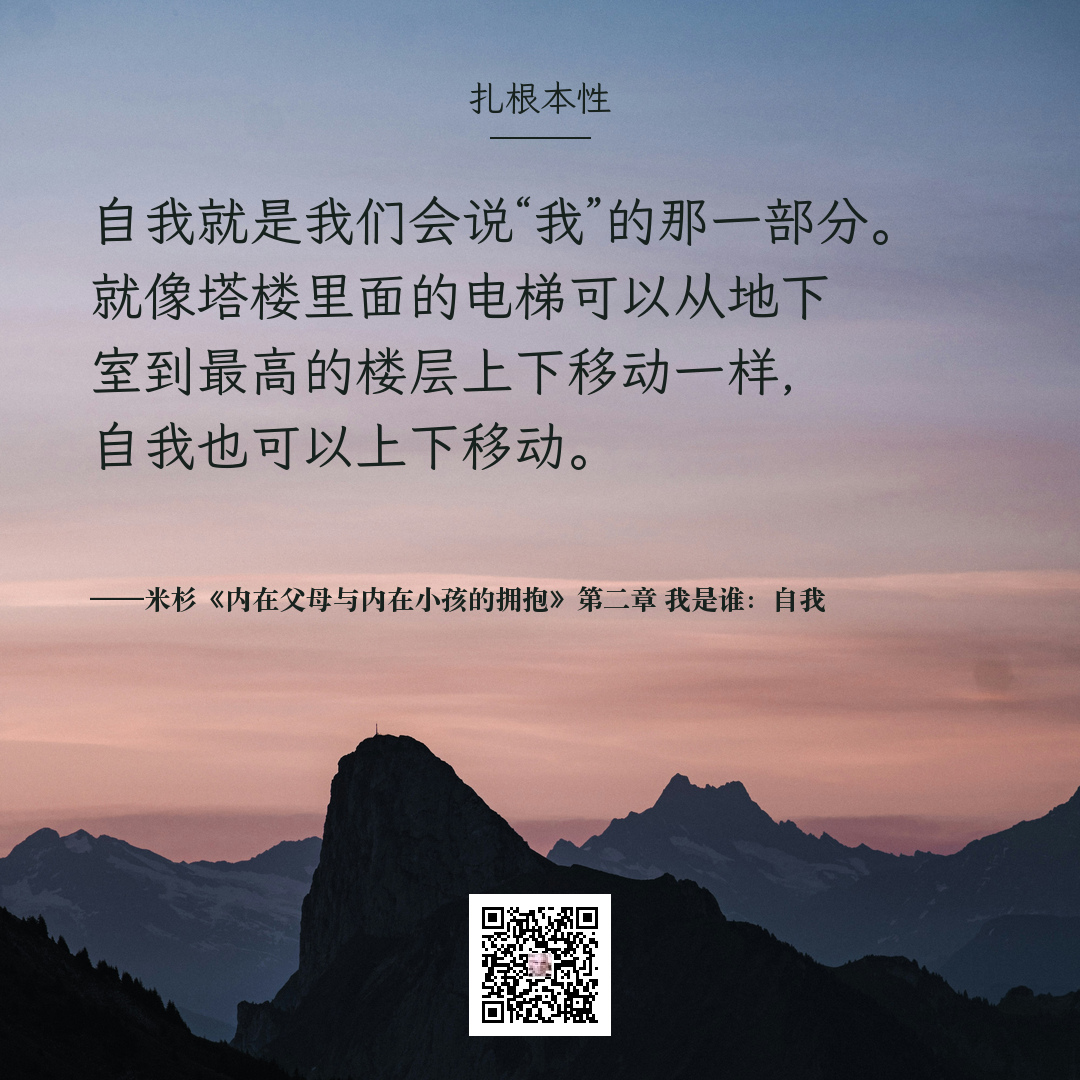 扎根本性
自我就是我们会说“我”的那一部分。
就像塔楼里面的电梯可以从地下
室到最高的楼层上下移动一样,
自我也可以上下移动。
——米杉《内在父母与内在小孩的拥抱》第二章 我是谁：自我